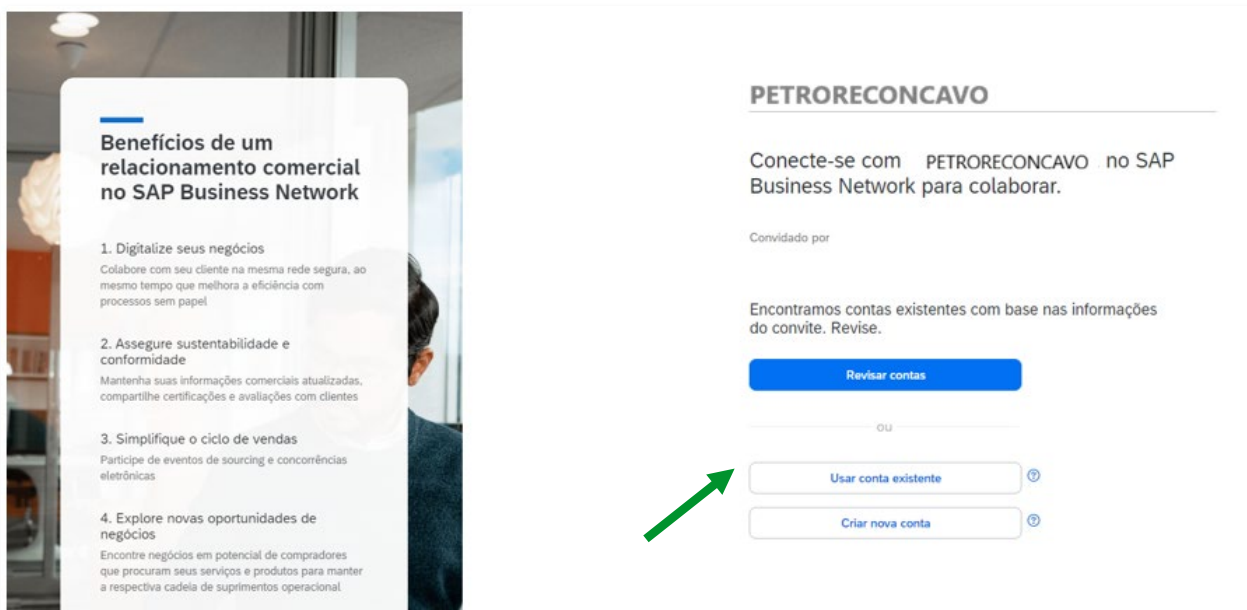 Benefícios de um
relacionamento comercial
no SAP Business Network
1. Digitalize seus negócios
Colabore com seu cliente na mesma rede segura, ao
mesmo tempo que melhora a eficiência com
processos sem papel
2. Assegure sustentabilidade e
conformidade
Mantenha suas informações comerciais atualizadas,
compartilhe certificações e avaliações com clientes
3. Simplifique o ciclo de vendas
Participe de eventos de sourcing e concorrências
eletrônicas
4. Explore novas oportunidades de
negócios
Encontre negócios em potencial de compradores
que procuram seus serviços e produtos para manter
a respectiva cadeia de suprimentos operacional
PETRORECONCAVO
Conecte-se com PETRORECONCAVO no SAP
Business Network para colaborar.
Convidado por
Encontramos contas existentes com base nas informações
do convite. Revise.
Revisar contas
ou
Usar conta existente
Criar nova conta